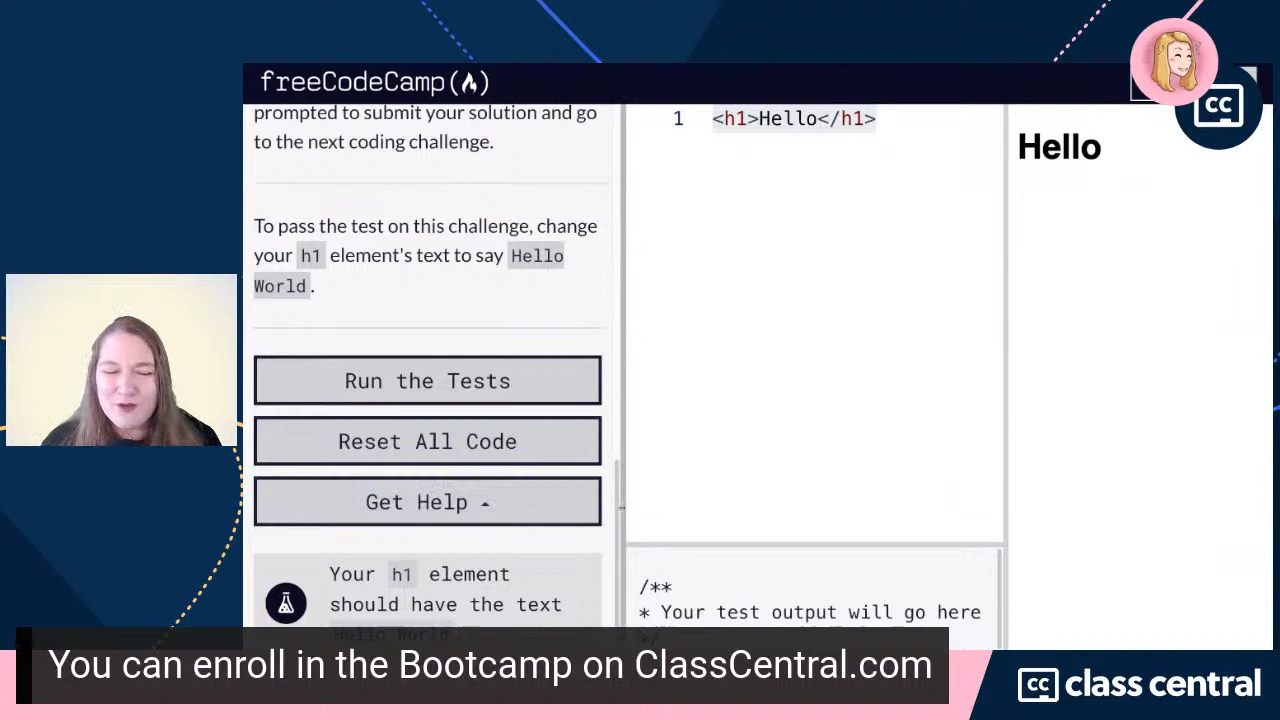 freeCodeCamp
prompted to submit your solution and go
to the next coding challenge.
To pass the test on this challenge, change
your h1 element's text to say Hello
World.
Run the Tests
Reset All Code
Get Help
Your h1 element
should have the text
Hello World.
1 <h1>Hello</h1>
/**
* Your test output will go here
*/
Hello
cc
You can enroll in the Bootcamp on ClassCentral.com
cc class central